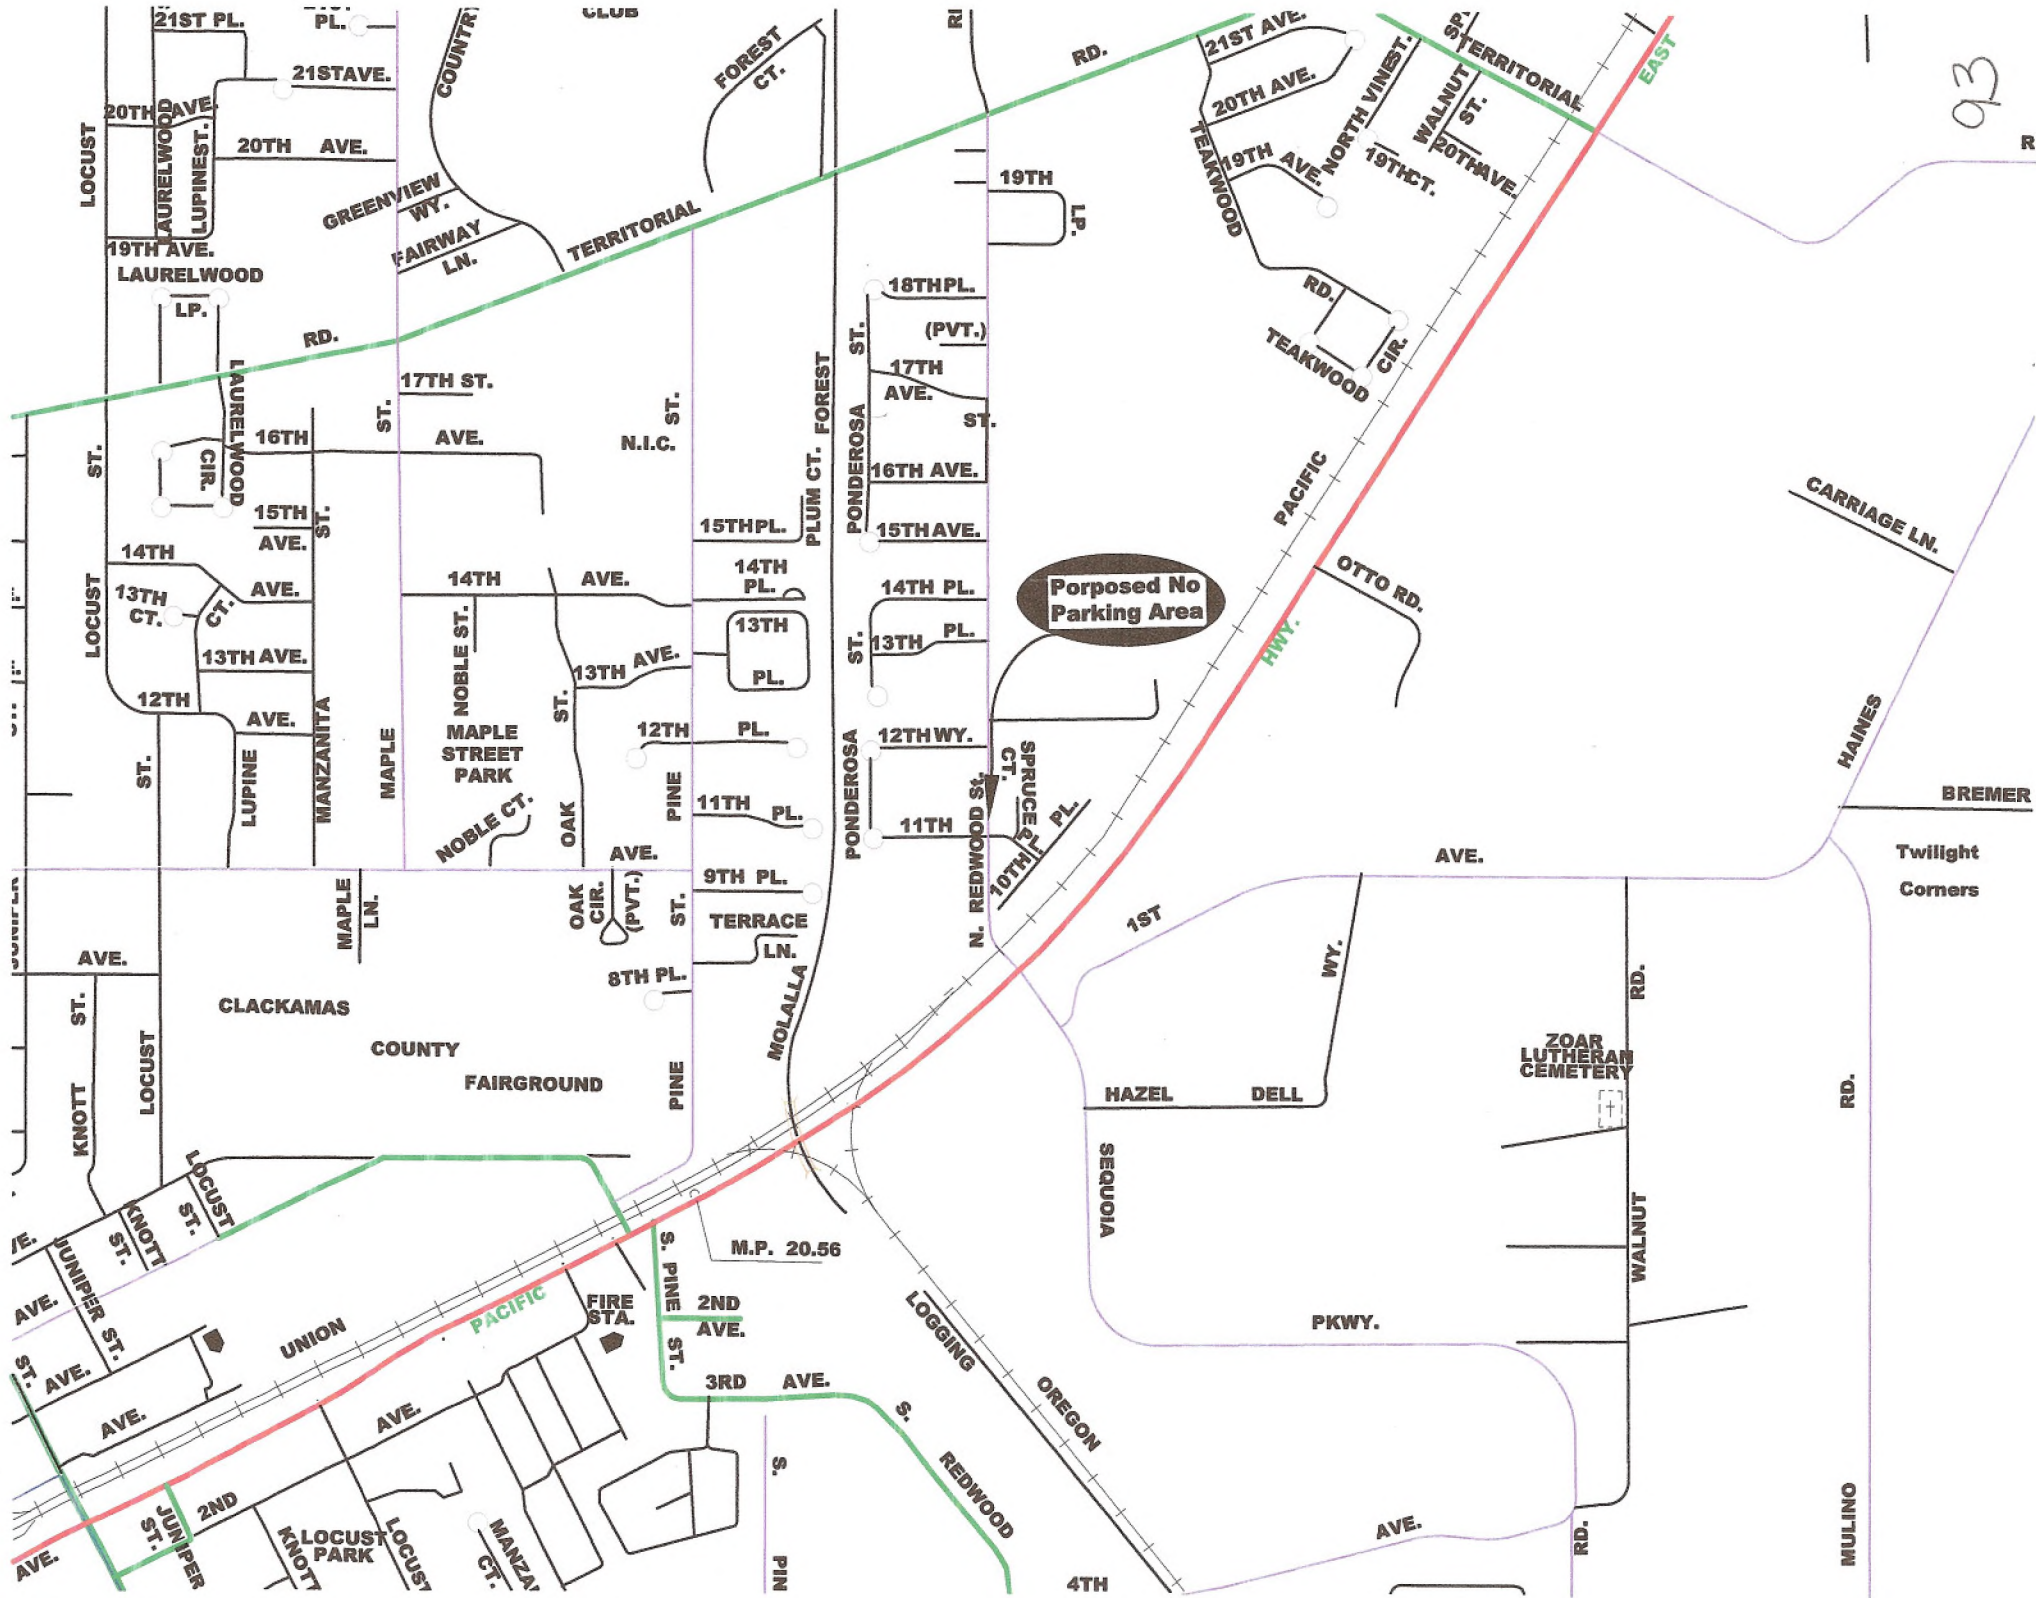 21ST PL.
PL.
COUNTR
CLUB
FOREST
CT.
RD.
21ST AVE.
20TH AVE.
NORTH VINE ST.
WALNUT
ST.
TERRITORIAL
EAST
93
21STAVE.
20TH AVE.
LOCUST
LAURELWOOD
LUPINEST.
20TH AVE.
GREENVIEW
WY.
FAIRWAY
LN.
TERRITORIAL
19TH
LP.
TEAKWOOD
19TH AVE.
19THCT.
20THAVE.
19TH AVE.
LAURELWOOD
LP.
RD.
18THPL.
(PVT.)
ST.
17TH
AVE.
RD.
TEAKWOOD
CIR.
LAURELWOOD
17TH ST.
ST.
ST.
FOREST
PONDEROSA
ST.
16TH
AVE.
N.I.C.
CIR.
ST.
16TH AVE.
PLUM CT.
PACIFIC
CARRIAGE LN.
15TH
AVE.
ST.
15THPL.
15THAVE.
14TH
AVE.
LOCUST
13TH
CT.
CT.
14TH
AVE.
14TH
PL.
14TH PL.
Porposed No
Parking Area
OTTO RD.
HWY.
NOBLE ST.
13TH
PL.
ST.
13TH
PL.
13TH AVE.
13TH AVE.
ST.
12TH
AVE.
MANZANITA
MAPLE
MAPLE
STREET
PARK
12TH
PL.
12THWY.
HAINES
ST.
LUPINE
NOBLE CT.
OAK
PINE
11TH
PL.
PONDEROSA
11TH
SPRUCE
CT.
PL.
10TH
PL.
N. REDWOOD St.
BREMER
Twilight
Corners
AVE.
AVE.
JUNIPER
MAPLE
LN.
OAK
CIR.
(PVT.)
ST.
9TH PL.
TERRACE
LN.
1ST
AVE.
ST.
8TH PL.
CLACKAMAS
COUNTY
FAIRGROUND
MOLALLA
WY.
RD.
ZOAR
LUTHERAN
CEMETERY
KNOTT
LOCUST
PINE
HAZEL DELL
RD.
SEQUOIA
LOCUST
ST.
KNOTT
ST.
JUNIPER ST.
AVE.
S. PINE
ST.
M.P. 20.56
WALNUT
PACIFIC
FIRE
STA.
2ND
AVE.
UNION
LOGGING
PKWY.
ST.
AVE.
3RD AVE.
S.
OREGON
AVE.
AVE.
S.
REDWOOD
2ND
JUNIPER
ST.
KNOTT
LOCUST
PARK
LOCUST
MANZA
CT.
AVE.
PIN
4TH
AVE.
RD.
MULINO